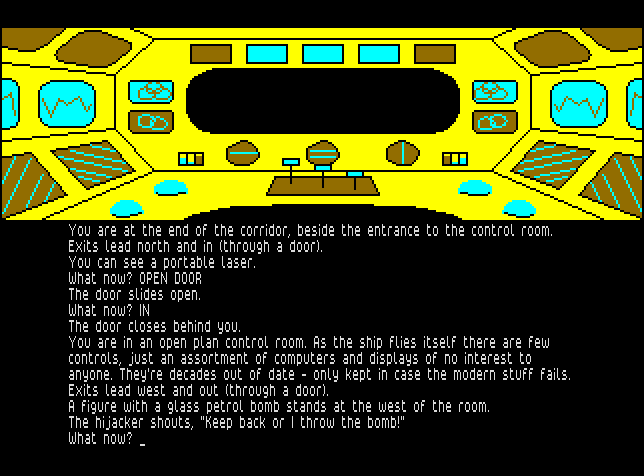 You are at the end of the corridor, beside the entrance to the control room.
Exits lead north and in (through a door).
You can see a portable laser.
What now? OPEN DOOR
The door slides open.
What now? IN
The door closes behind you.
You are in an open plan control room. As the ship flies itself there are few
controls, just an assortment of computers and displays of no interest to
anyone. They're decades out of date - only kept in case the modern stuff fails.
Exits lead west and out (through a door).
A figure with a glass petrol bomb stands at the west of the room.
The hijacker shouts, "Keep back or I throw the bomb!"
What now? _